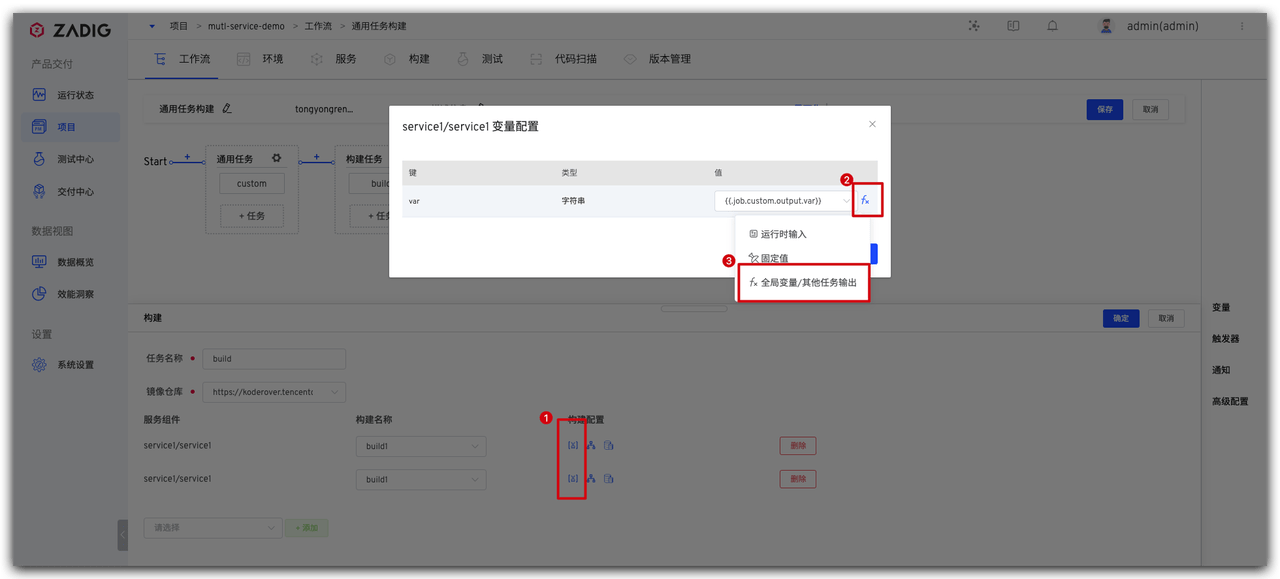 ZADIG
项目 > mutl-service-demo > 工作流 > 通用任务构建
admin(admin)
产品交付
运行状态
项目
测试中心
交付中心
数据视图
数据概览
效能洞察
设置
系统设置
工作流
环境
服务
构建
测试
代码扫描
版本管理
通用任务构建
tongyongren...
保存
取消
Start
通用任务
custom
+ 任务
构建任务
service1/service1 变量配置
键
类型
值
var
字符串
{{.job.custom.output.var}}
2
fx
运行时输入
固定值
3
fx 全局变量/其他任务输出
构建
确定
取消
任务名称
build
镜像仓库
https://koderover.tencentc
服务组件
构建名称
1
构建配置
service1/service1
build1
删除
service1/service1
build1
删除
请选择
+ 添加
变量
触发器
通知
高级配置